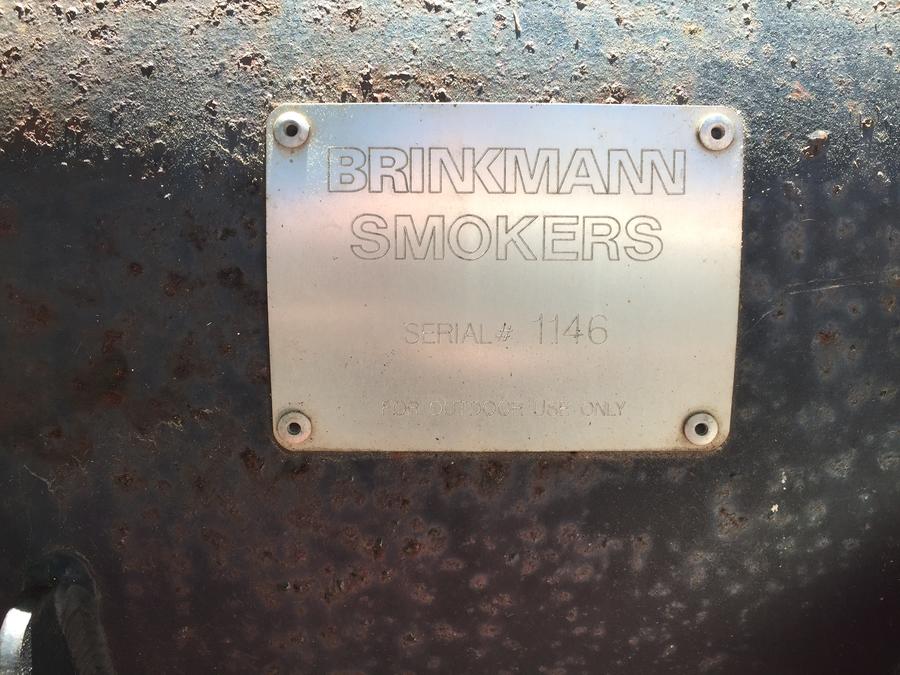 BRINKMANN
SMOKERS
SERIAL# 1146
FOR OUTDOOR USE ONLY